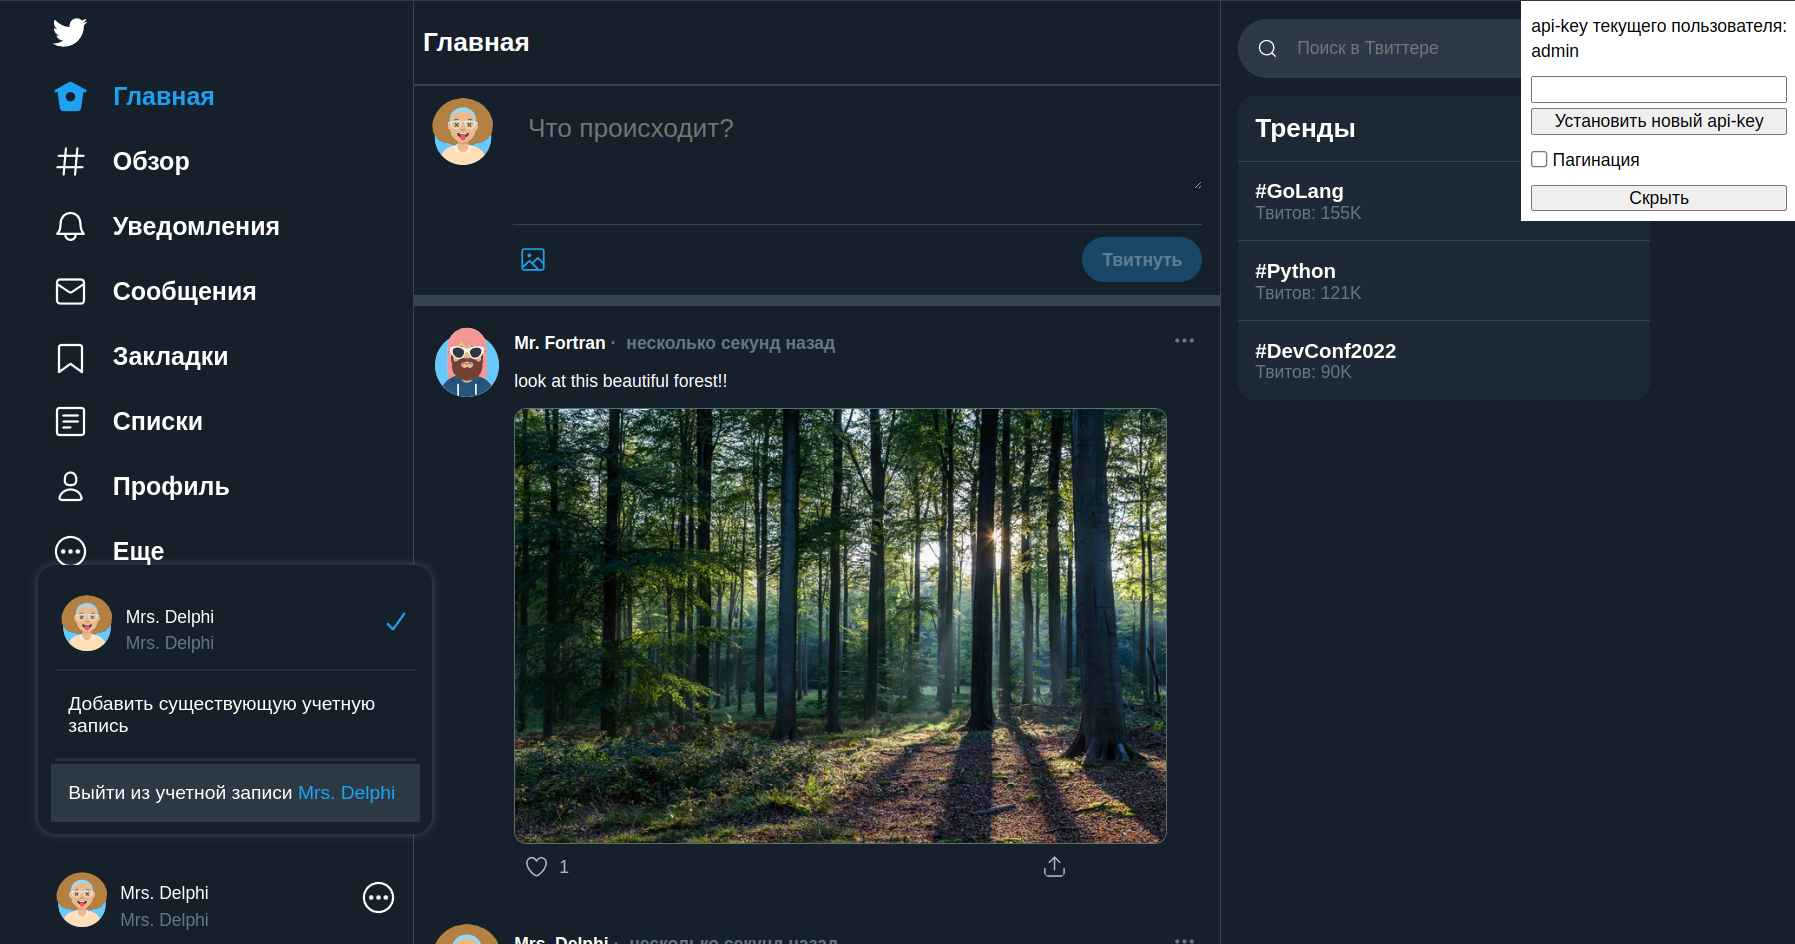 Главная
Обзор
Уведомления
Сообщения
Закладки
Списки
Профиль
Еще
Mrs. Delphi
Mrs. Delphi
Добавить существующую учетную
запись
Выйти из учетной записи Mrs. Delphi
Mrs. Delphi
Mrs. Delphi
Главная
Что происходит?
Твитнуть
Mr. Fortran · несколько секунд назад
look at this beautiful forest!!
1
Mrs. Delphi · несколько секунд назад
Поиск в Твиттере
Тренды
#GoLang
Твитов: 155K
#Python
Твитов: 121K
#DevConf2022
Твитов: 90K
api-key текущего пользователя:
admin
Установить новый api-key
Пагинация
Скрыть